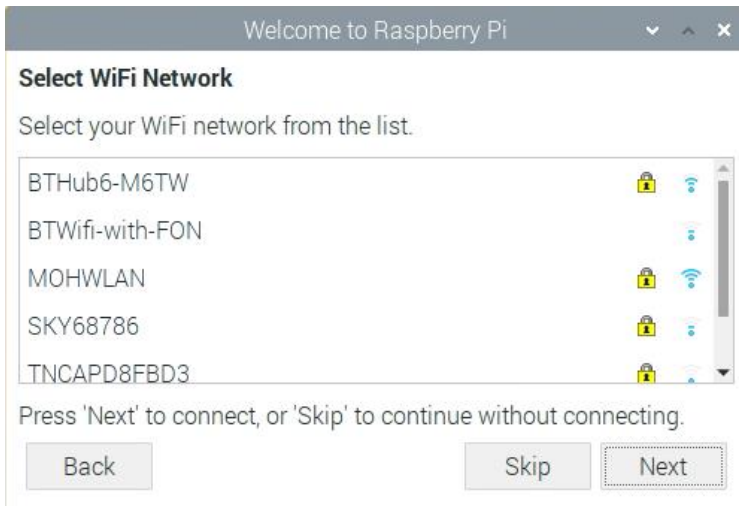 Welcome to Raspberry Pi
Select WiFi Network
Select your WiFi network from the list.
BTHub6-M6TW
BTWifi-with-FON
MOHWLAN
SKY68786
TNCAPD8FBD3
Press 'Next' to connect, or 'Skip' to continue without connecting.
Back Skip Next